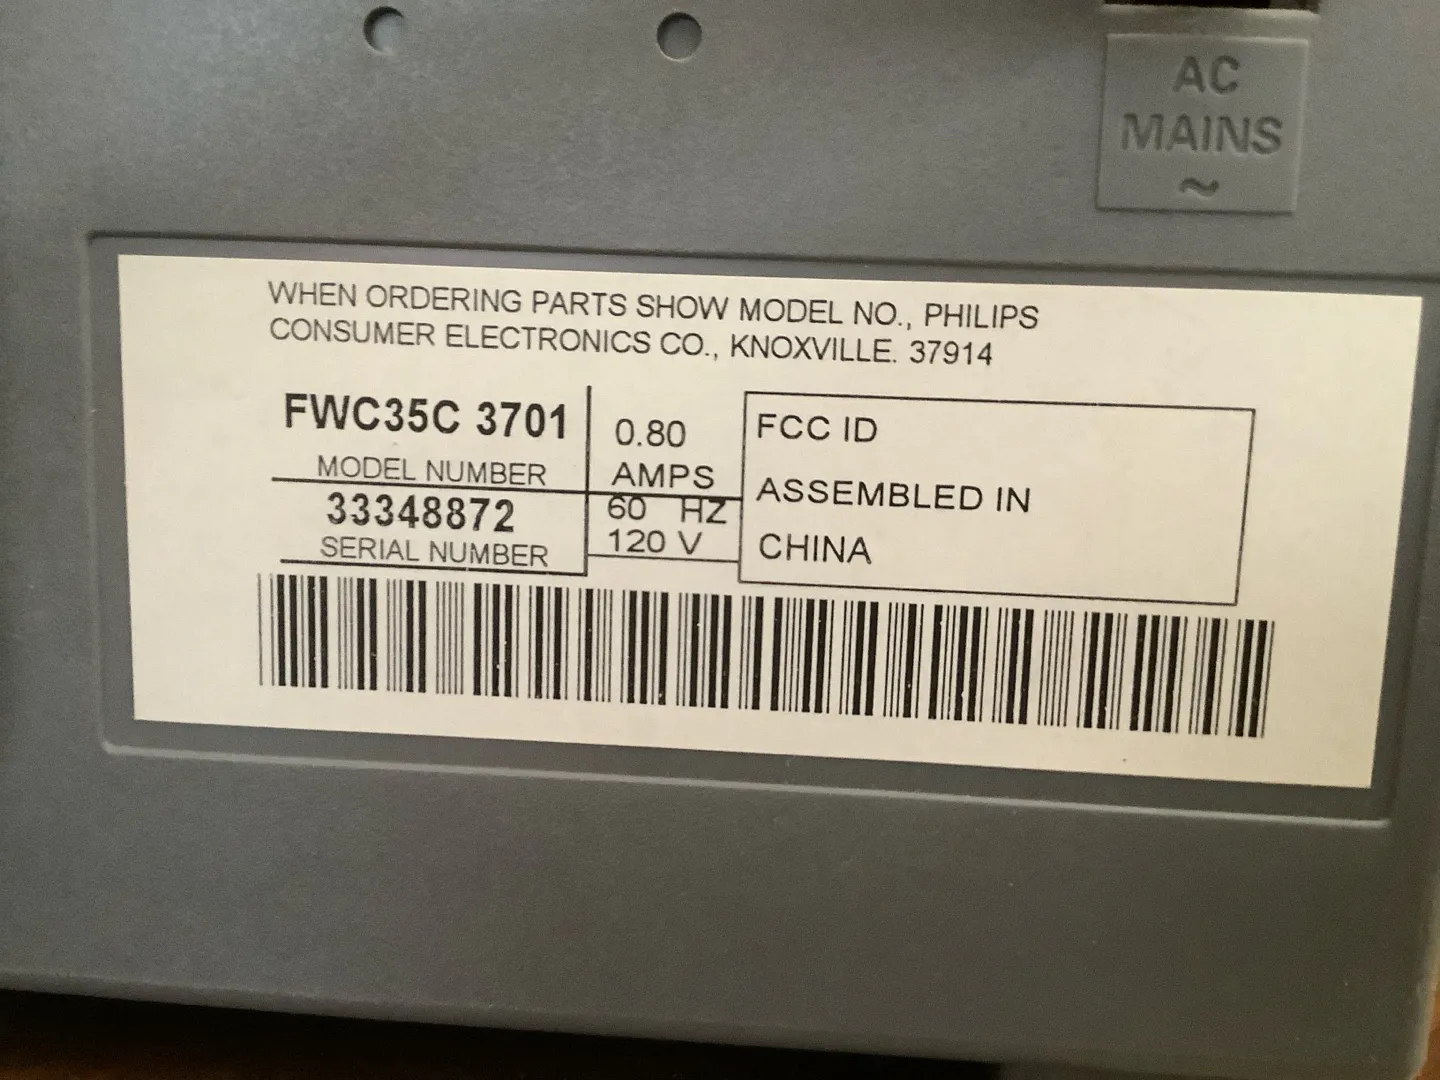 AC
MAINS
~
WHEN ORDERING PARTS SHOW MODEL NO., PHILIPS
CONSUMER ELECTRONICS CO., KNOXVILLE. 37914
FWC35C 3701
MODEL NUMBER
33348872
SERIAL NUMBER
0.80
AMPS
60 HZ
120 V
FCC ID
ASSEMBLED IN
CHINA